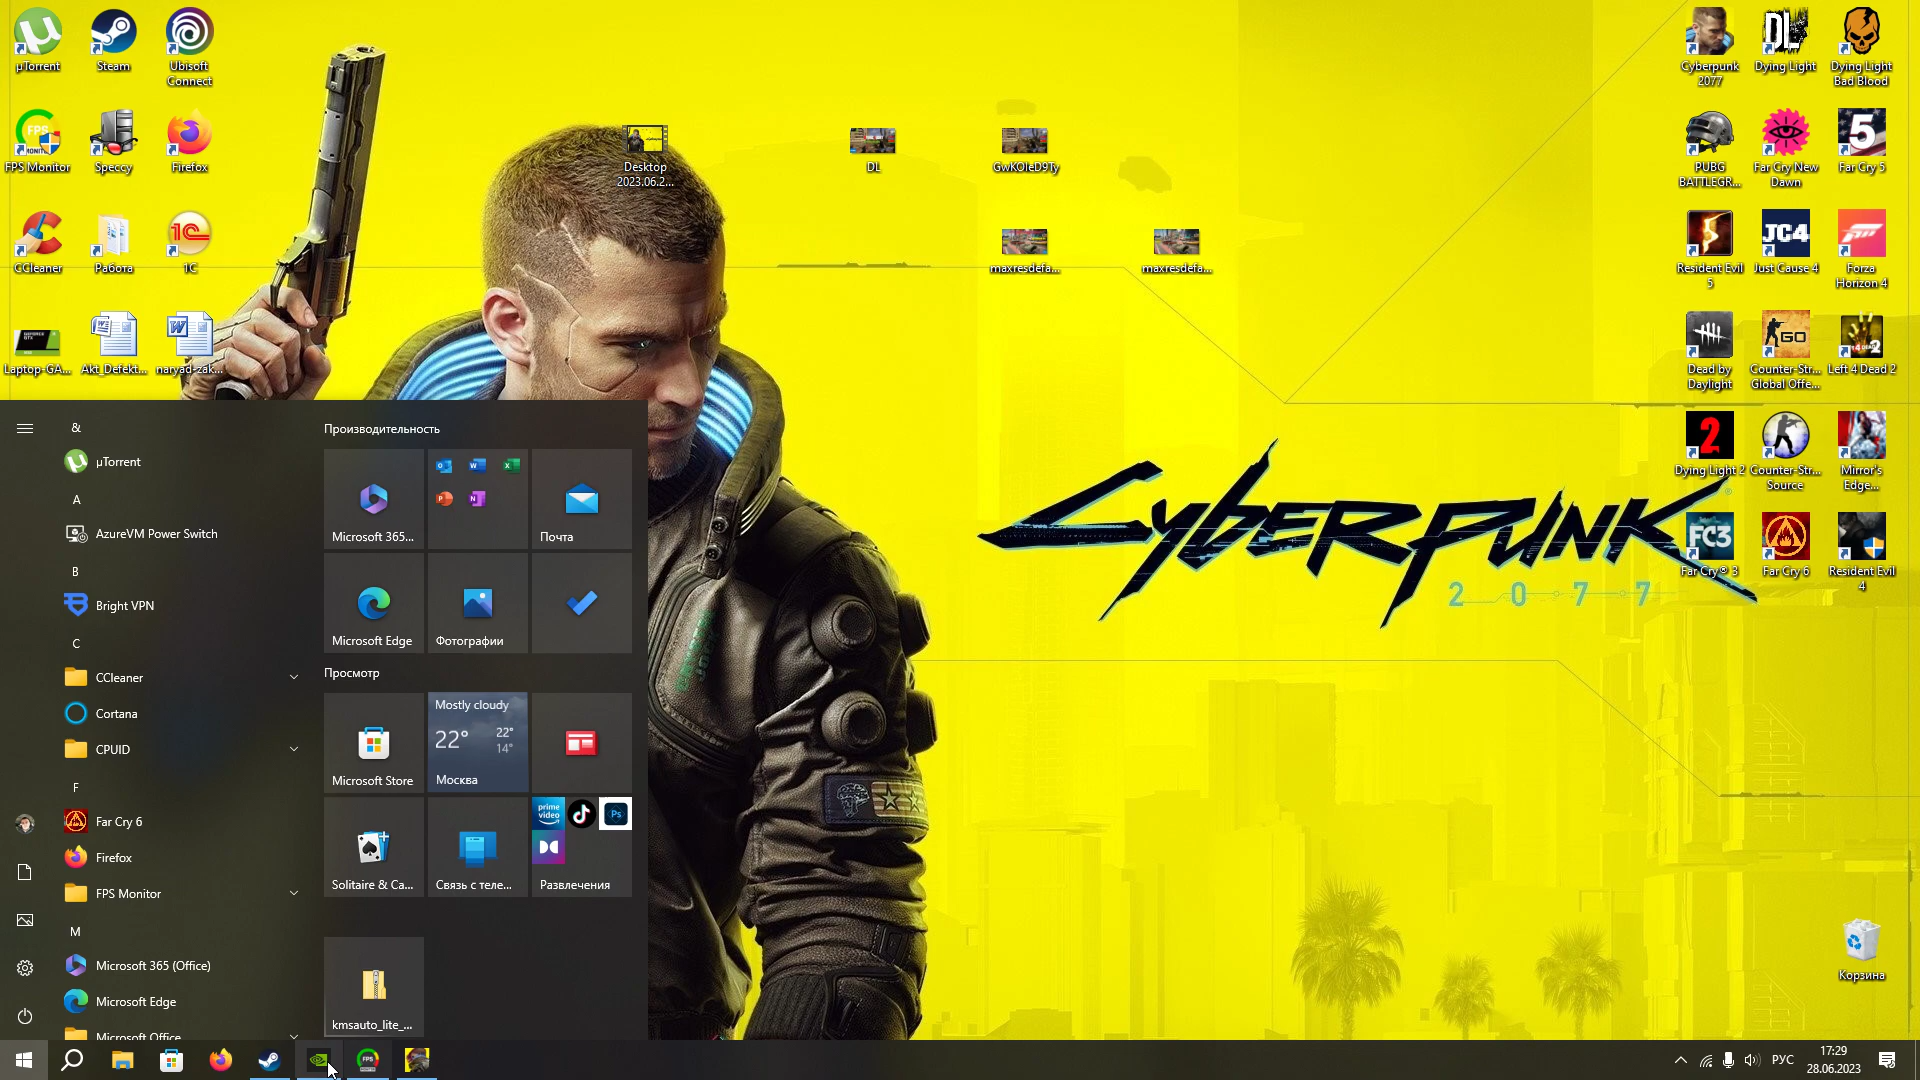 µTorrent
Steam
Ubisoft
Connect
FPS Monitor
Speccy
Firefox
CCleaner
Работа
1C
Laptop-GA...
Akt_Defekt...
naryad-zak...
Desktop
2023.06.2...
DL
GwKOleD9Ty
maxresdefa...
maxresdefa...
Cyberpunk
2077
Dying Light
Dying Light
Bad Blood
PUBG
BATTLEGR...
Far Cry New
Dawn
Far Cry 5
Resident Evil
5
Just Cause 4
Forza
Horizon 4
Dead by
Daylight
Counter-Str...
Global Offe...
Left 4 Dead 2
Dying Light 2
Counter-Str...
Source
Mirror's
Edge...
Far Cry® 3
Far Cry 6
Resident Evil
4
CYBERPUNK
2077
Корзина
&
µTorrent
A
AzureVM Power Switch
B
Bright VPN
C
CCleaner
Cortana
CPUID
F
Far Cry 6
Firefox
FPS Monitor
M
Microsoft 365 (Office)
Microsoft Edge
Microsoft Office
Производительность
Microsoft 365...
Почта
Microsoft Edge
Фотографии
Просмотр
Microsoft Store
Mostly cloudy
22° 22°
14°
Москва
prime video
Ps
Solitaire & Ca...
Связь с теле...
Развлечения
kmsauto_lite_...
РУС
17:29
28.06.2023